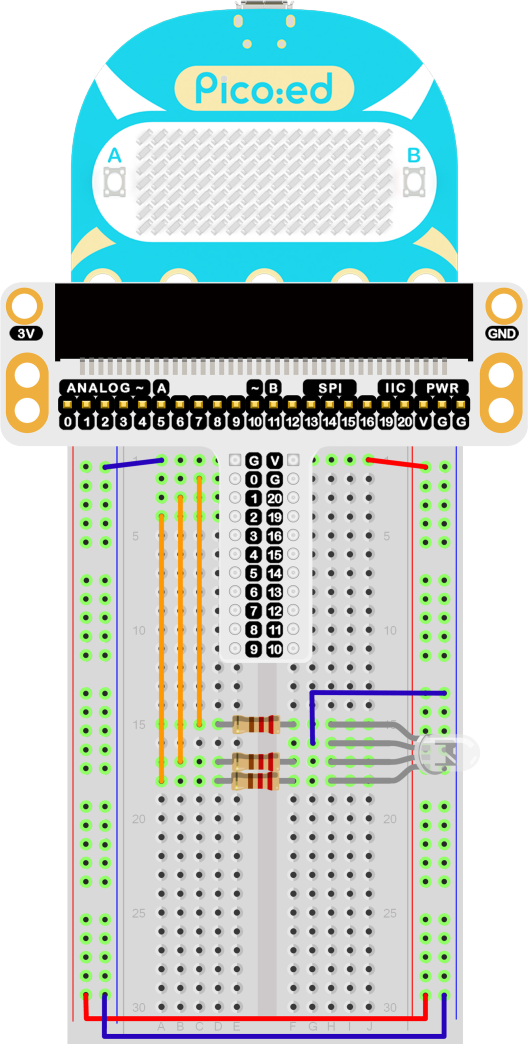 Pico:ed
A B
3V GND
ANALOG ~ A ~ B SPI IIC PWR
0 1 2 3 4 5 6 7 8 9 10 11 12 13 14 15 16 19 20 V G G
1
G V
0 G
1 20
2 19
3 16
5 5
4 15
5 14
6 13
7 12
10 10
8 11
9 10
15 15
20 20
25 25
30 30
A B C D E F G H I J